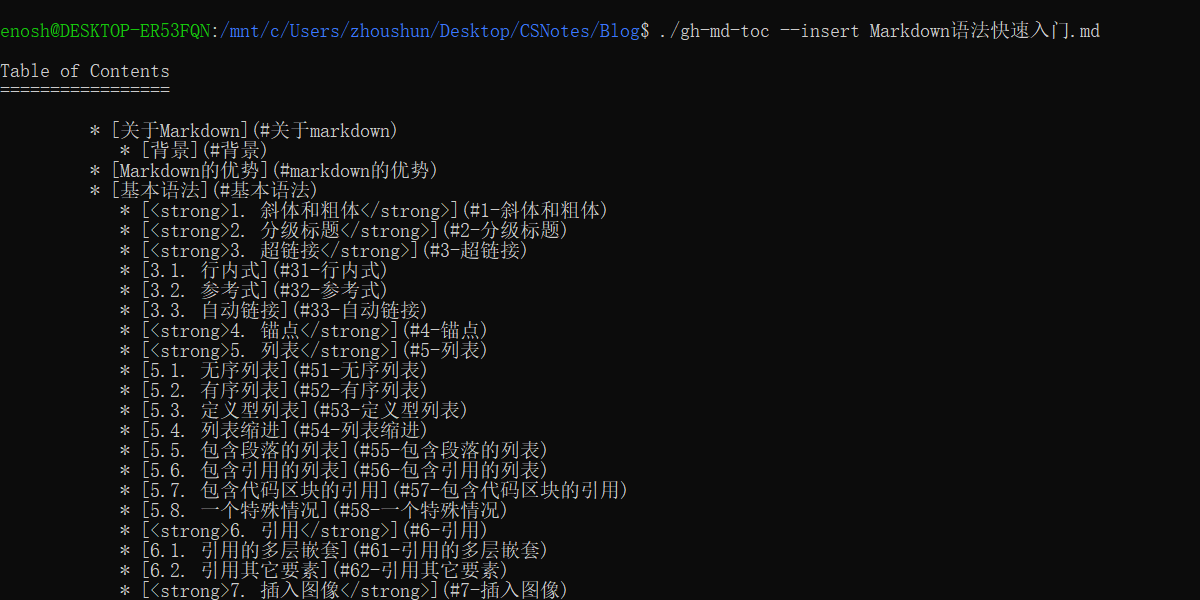 enosh@DESKTOP-ER53FQN:/mnt/c/Users/zhoushun/Desktop/CSNotes/Blog$ ./gh-md-toc --insert Markdown语法快速入门.md
Table of Contents
=================
* [关于Markdown](#关于markdown)
* [背景](#背景)
* [Markdown的优势](#markdown的优势)
* [基本语法](#基本语法)
* [<strong>1. 斜体和粗体</strong>](#1-斜体和粗体)
* [<strong>2. 分级标题</strong>](#2-分级标题)
* [<strong>3. 超链接</strong>](#3-超链接)
* [3.1. 行内式](#31-行内式)
* [3.2. 参考式](#32-参考式)
* [3.3. 自动链接](#33-自动链接)
* [<strong>4. 锚点</strong>](#4-锚点)
* [<strong>5. 列表</strong>](#5-列表)
* [5.1. 无序列表](#51-无序列表)
* [5.2. 有序列表](#52-有序列表)
* [5.3. 定义型列表](#53-定义型列表)
* [5.4. 列表缩进](#54-列表缩进)
* [5.5. 包含段落的列表](#55-包含段落的列表)
* [5.6. 包含引用的列表](#56-包含引用的列表)
* [5.7. 包含代码区块的引用](#57-包含代码区块的引用)
* [5.8. 一个特殊情况](#58-一个特殊情况)
* [<strong>6. 引用</strong>](#6-引用)
* [6.1. 引用的多层嵌套](#61-引用的多层嵌套)
* [6.2. 引用其它要素](#62-引用其它要素)
* [<strong>7. 插入图像</strong>](#7-插入图像)